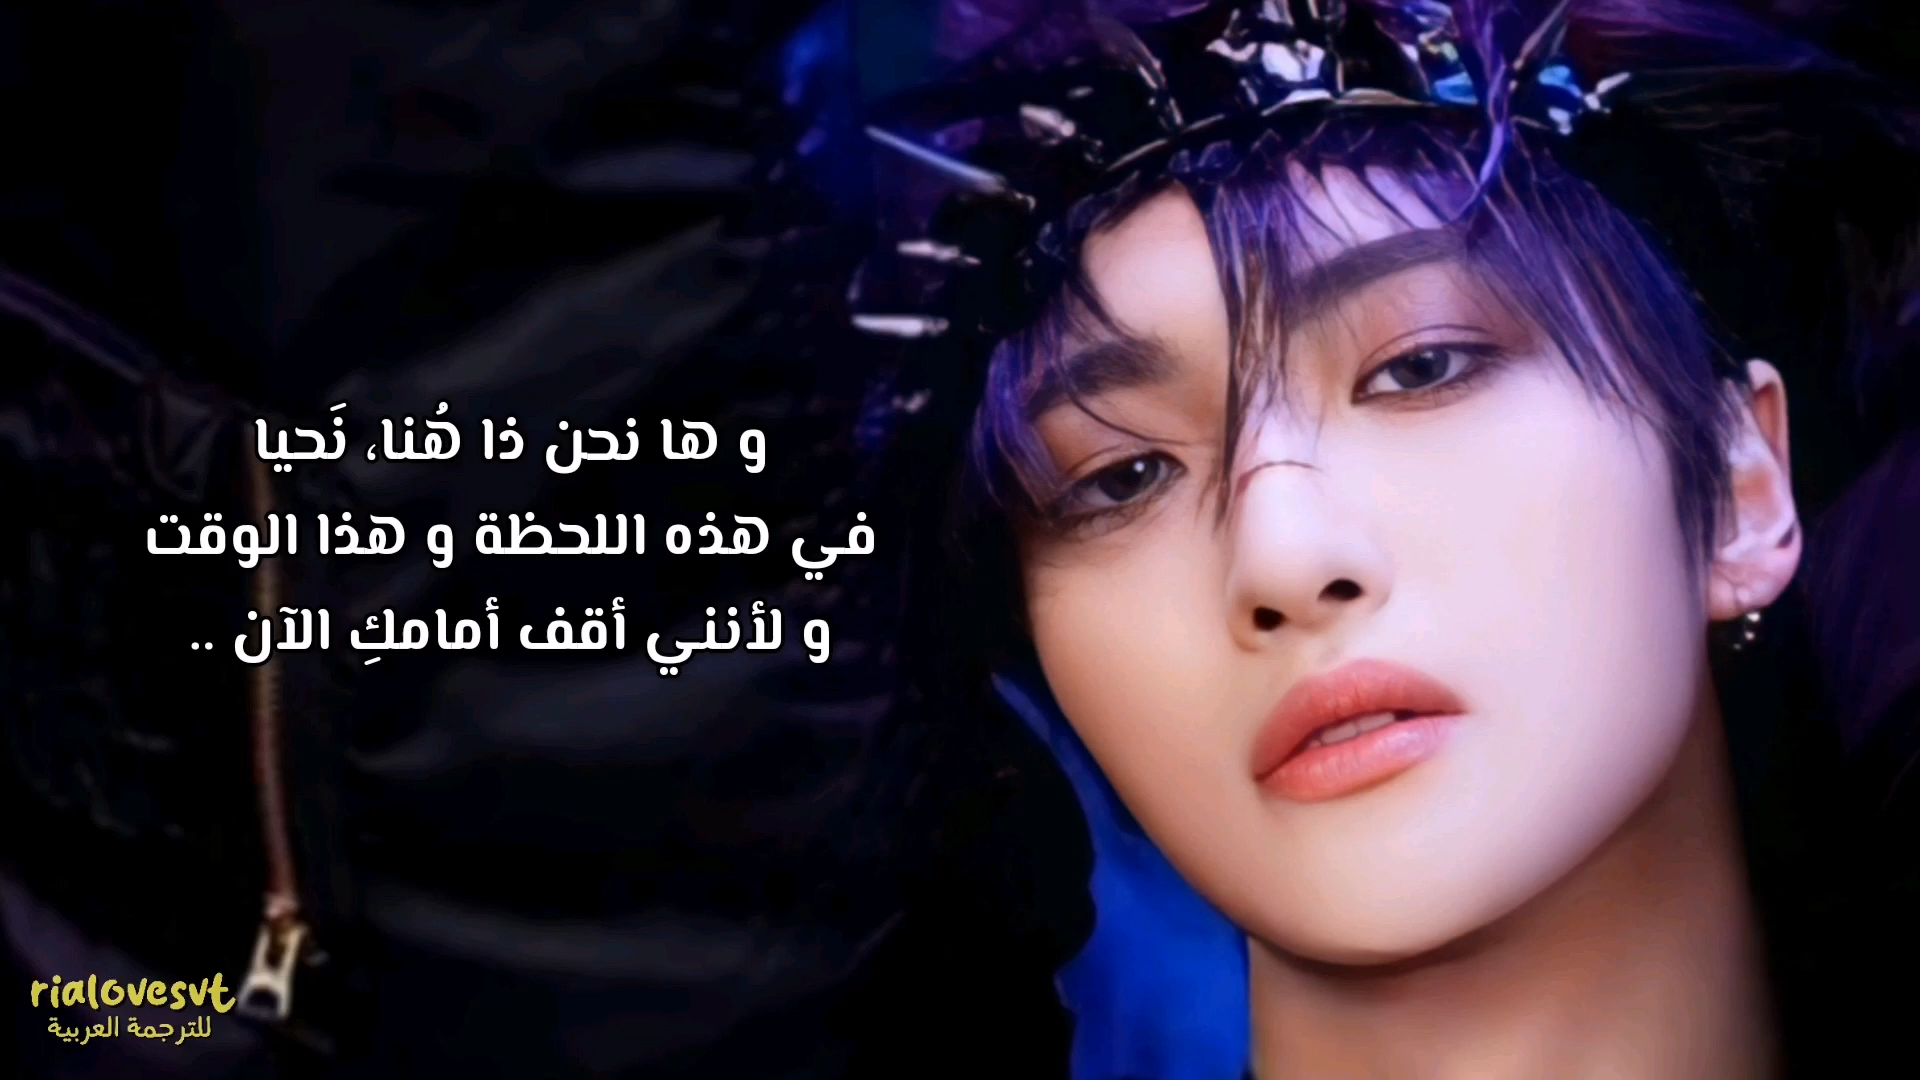 و ها نحن ذا هُنا، نَحيا
في هذه اللحظة و هذا الوقت
و لأنني أقف أمامكِ الآن ..
rialovesvt
للترجمة العربية